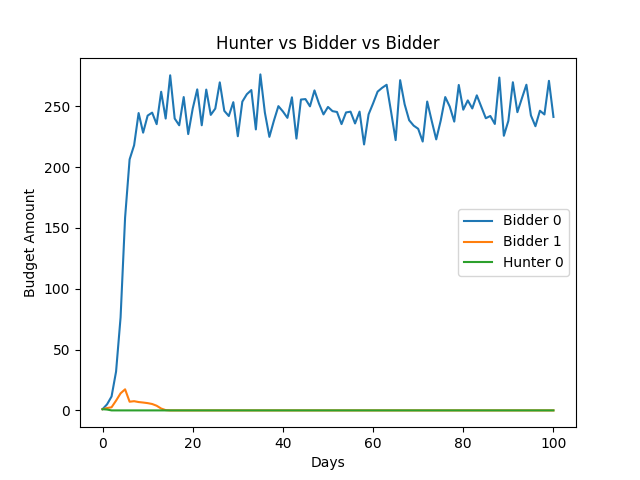 Hunter vs Bidder vs Bidder
Budget Amount
250
200
150
100
50
0
Bidder 0
Bidder 1
Hunter 0
0 20 40 60 80 100
Days